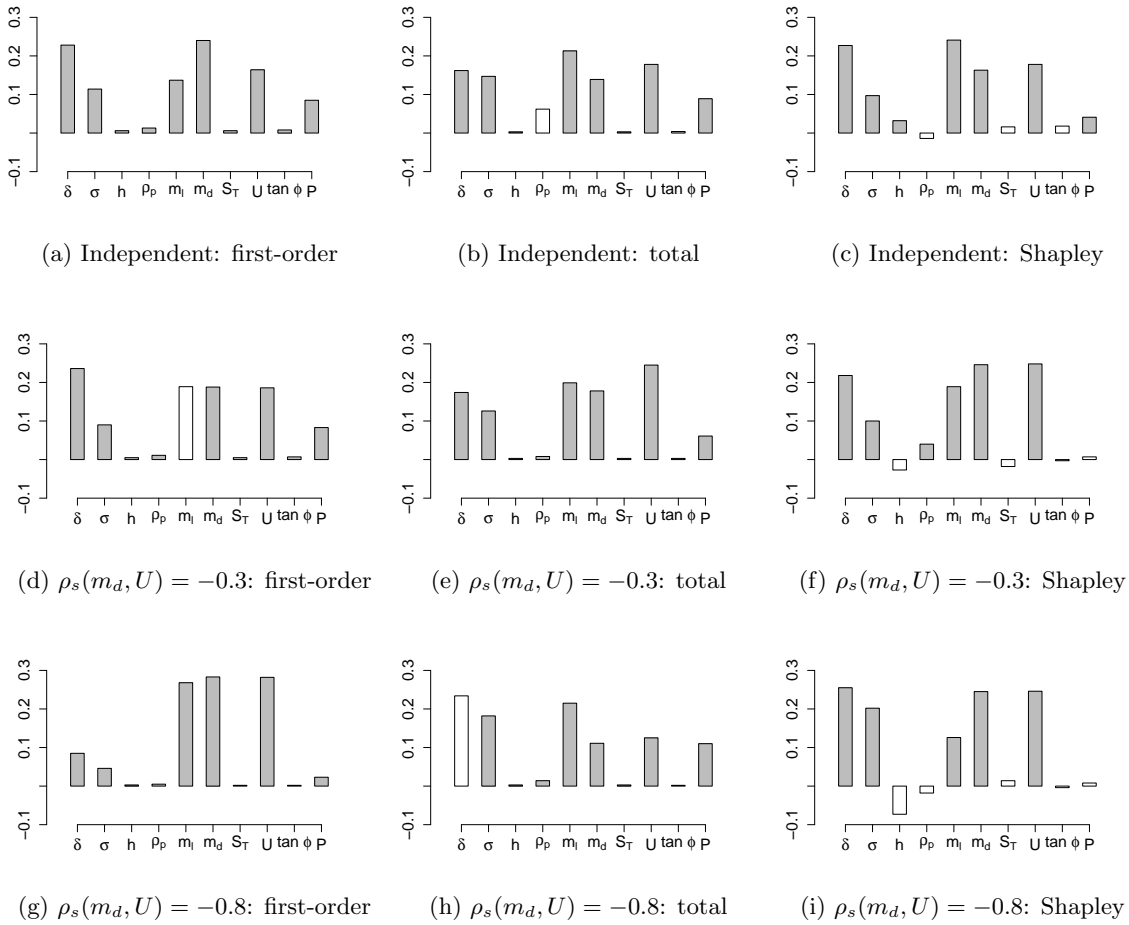 0.3 0.3 0.3
0.2 0.2 0.2
0.1 0.1 0.1
−0.1 −0.1 −0.1
δ σ h ρp ml md ST U tan ϕ P δ σ h ρp ml md ST U tan ϕ P δ σ h ρp ml md ST U tan ϕ P
(a) Independent: first-order (b) Independent: total (c) Independent: Shapley
0.3 0.3 0.3
0.2 0.2 0.2
0.1 0.1 0.1
−0.1 −0.1 −0.1
δ σ h ρp ml md ST U tan ϕ P δ σ h ρp ml md ST U tan ϕ P δ σ h ρp ml md ST U tan ϕ P
(d) ρs(md, U) = −0.3: first-order (e) ρs(md, U) = −0.3: total (f) ρs(md, U) = −0.3: Shapley
0.3 0.3 0.3
0.2 0.2 0.2
0.1 0.1 0.1
−0.1 −0.1 −0.1
δ σ h ρp ml md ST U tan ϕ P δ σ h ρp ml md ST U tan ϕ P δ σ h ρp ml md ST U tan ϕ P
(g) ρs(md, U) = −0.8: first-order (h) ρs(md, U) = −0.8: total (i) ρs(md, U) = −0.8: Shapley